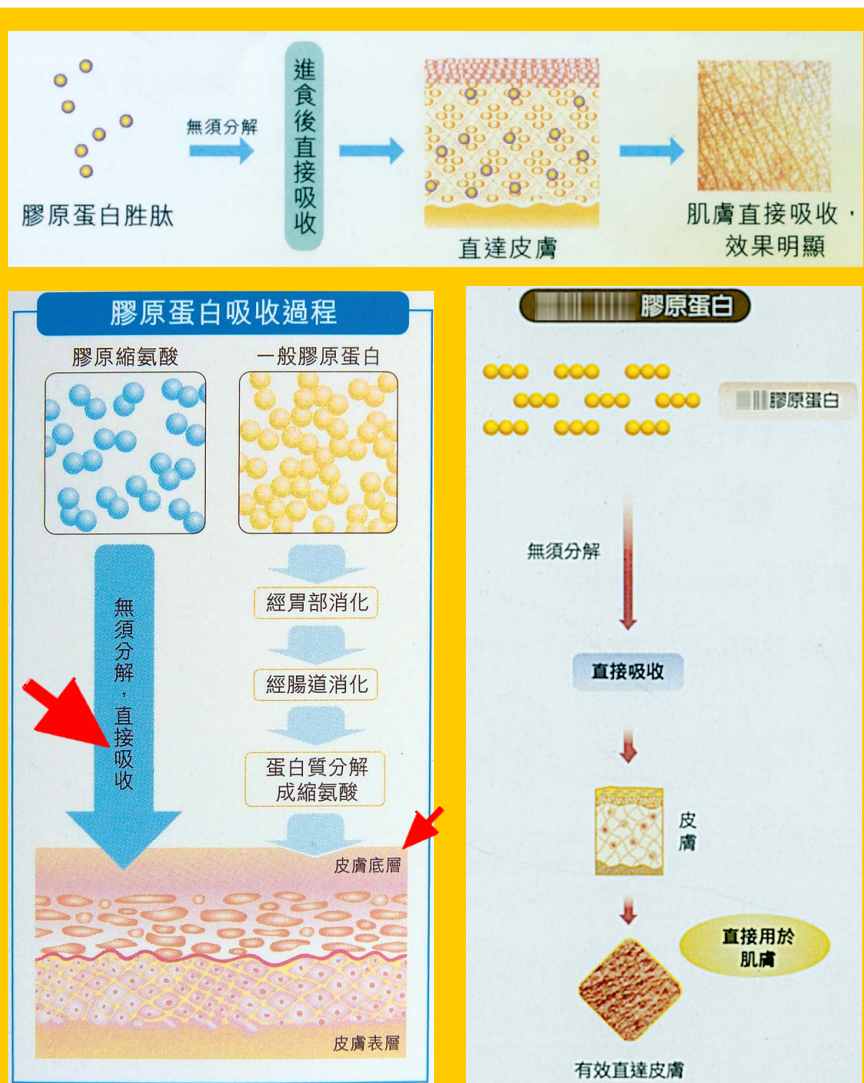 膠原蛋白胜肽
無須分解
進食後直接吸收
直達皮膚
肌膚直接吸收，
效果明顯
膠原蛋白吸收過程
膠原縮氨酸
一般膠原蛋白
無須分解，直接吸收
經胃部消化
經腸道消化
蛋白質分解
成縮氨酸
皮膚底層
皮膚表層
膠原蛋白
膠原蛋白
無須分解
直接吸收
皮膚
直接用於
肌膚
有效直達皮膚